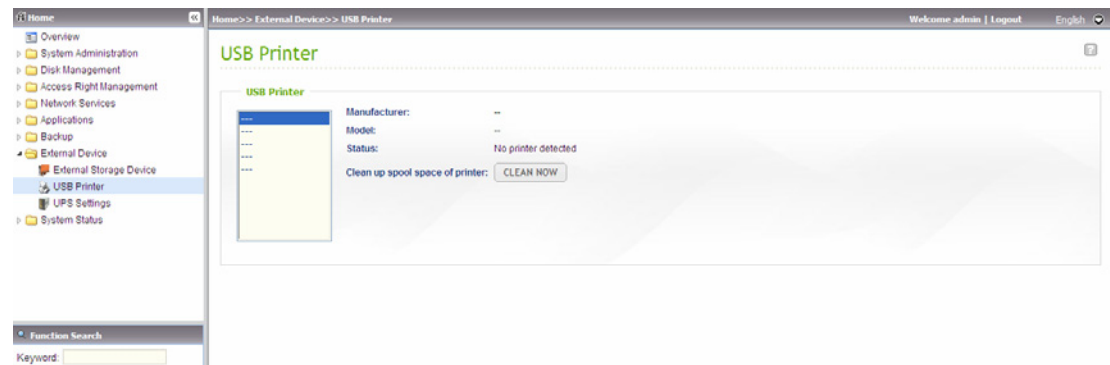 Home
Home>> External Device>> USB Printer
Welcome admin | Logout
English
Overview
System Administration
Disk Management
Access Right Management
Network Services
Applications
Backup
External Device
External Storage Device
USB Printer
UPS Settings
System Status
Function Search
Keyword:
USB Printer
USB Printer
---
---
---
---
---
Manufacturer: --
Model: --
Status: No printer detected
Clean up spool space of printer: CLEAN NOW